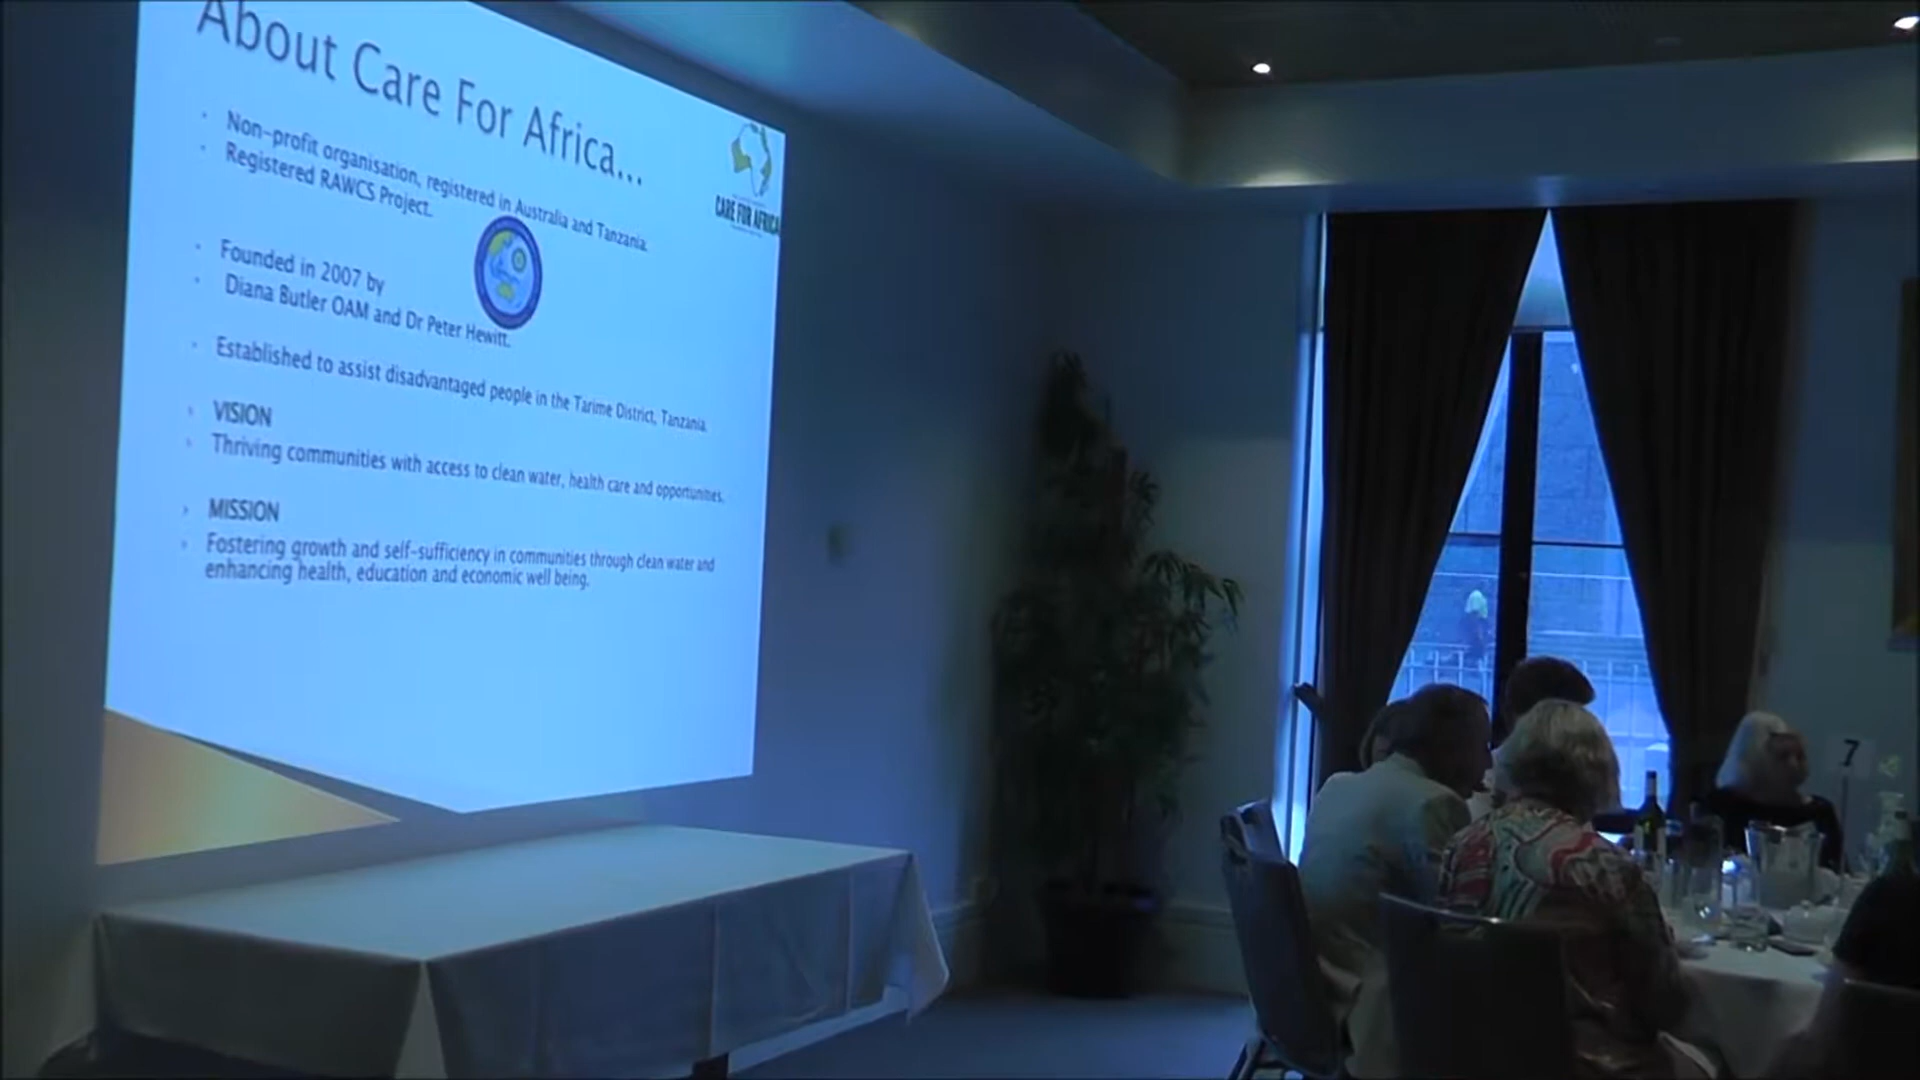 About Care For Africa...
Non-profit organisation, registered in Australia and Tanzania.
Registered RAWCS Project.
CARE FOR AFRICA
Founded in 2007 by
Diana Butler OAM and Dr Peter Hewitt.
Established to assist disadvantaged people in the Tarime District, Tanzania.
VISION
Thriving communities with access to clean water, health care and opportunities.
MISSION
Fostering growth and self-sufficiency in communities through clean water and
enhancing health, education and economic well being.
7